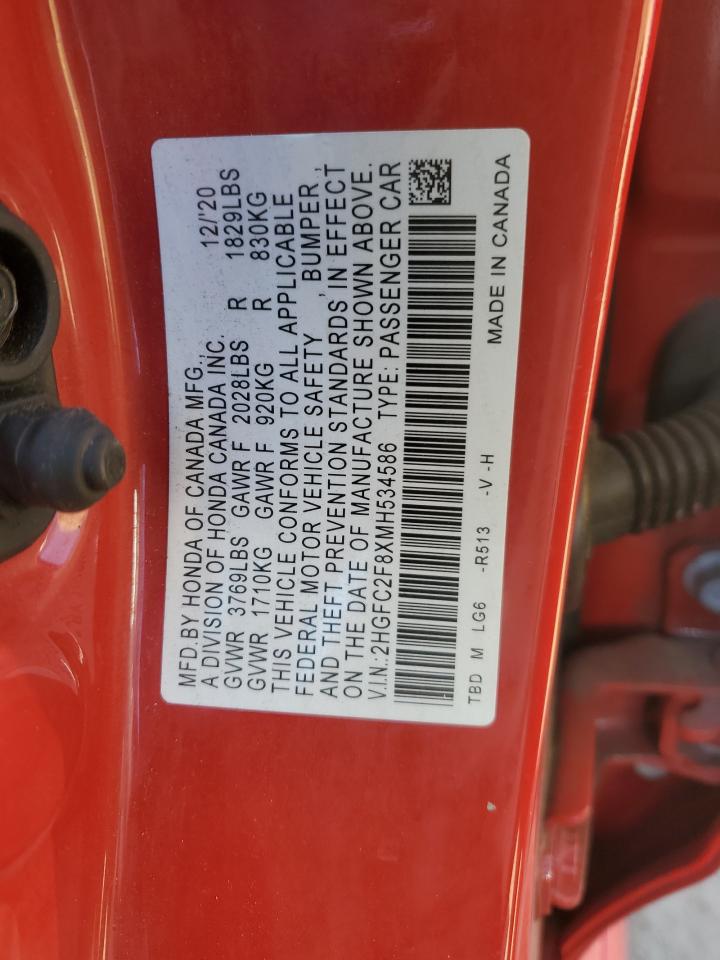 MFD.BY HONDA OF CANADA MFG., 12/'20
A DIVISION OF HONDA CANADA INC.
GVWR 3769LBS GAWR F 2028LBS R 1829LBS
GVWR 1710KG GAWR F 920KG R 830KG
THIS VEHICLE CONFORMS TO ALL APPLICABLE
FEDERAL MOTOR VEHICLE SAFETY , BUMPER ,
AND THEFT PREVENTION STANDARDS IN EFFECT
ON THE DATE OF MANUFACTURE SHOWN ABOVE.
V.I.N.:2HGFC2F8XMH534586 TYPE: PASSENGER CAR
TBD M LG6 -R513 -V -H MADE IN CANADA